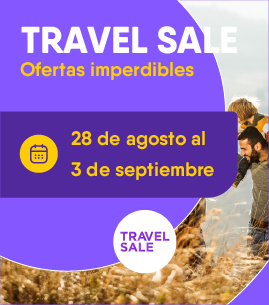 TRAVEL SALE
Ofertas imperdibles
28 de agosto al
3 de septiembre
TRAVEL
SALE